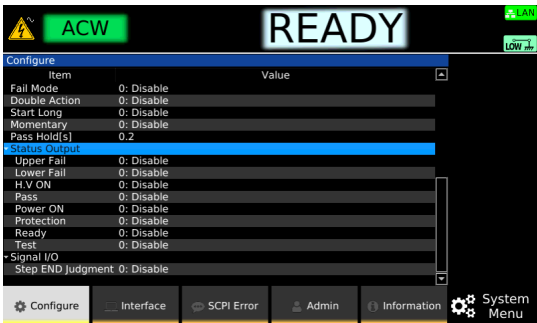 LAN
ACW
READY
LOW
Configure
Item Value
Fail Mode 0: Disable
Double Action 0: Disable
Start Long 0: Disable
Momentary 0: Disable
Pass Hold[s] 0.2
Status Output
Upper Fail 0: Disable
Lower Fail 0: Disable
H.V ON 0: Disable
Pass 0: Disable
Power ON 0: Disable
Protection 0: Disable
Ready 0: Disable
Test 0: Disable
Signal I/O
Step END Judgment 0: Disable
Configure Interface SCPI Error Admin Information System
Menu